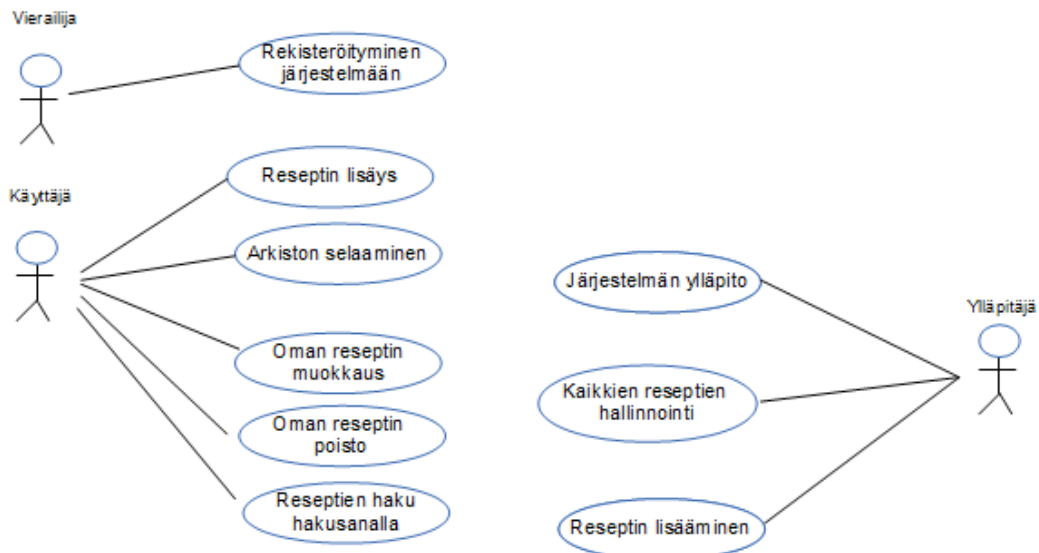 Vierailija
Rekisteröityminen
järjestelmään
Käyttäjä
Reseptin lisäys
Arkiston selaaminen
Oman reseptin
muokkaus
Oman reseptin
poisto
Reseptien haku
hakusanalla
Järjestelmän ylläpito
Ylläpitäjä
Kaikkien reseptien
hallinnointi
Reseptin lisääminen